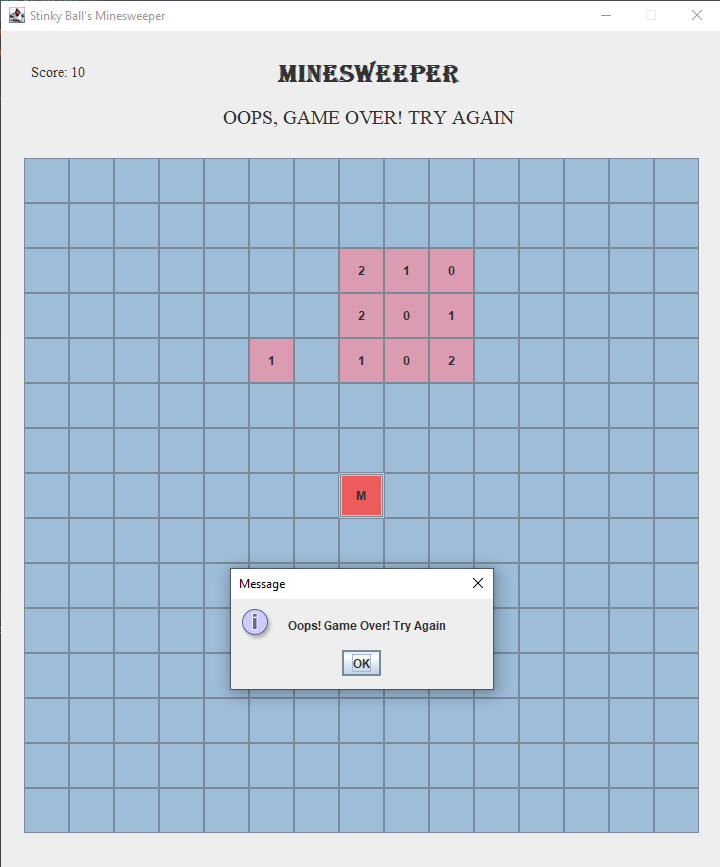 Stinky Ball's Minesweeper
Score: 10
MINESWEEPER
OOPS, GAME OVER! TRY AGAIN
2 1 0
2 0 1
1 1 0 2
M
Message
i
Oops! Game Over! Try Again
OK